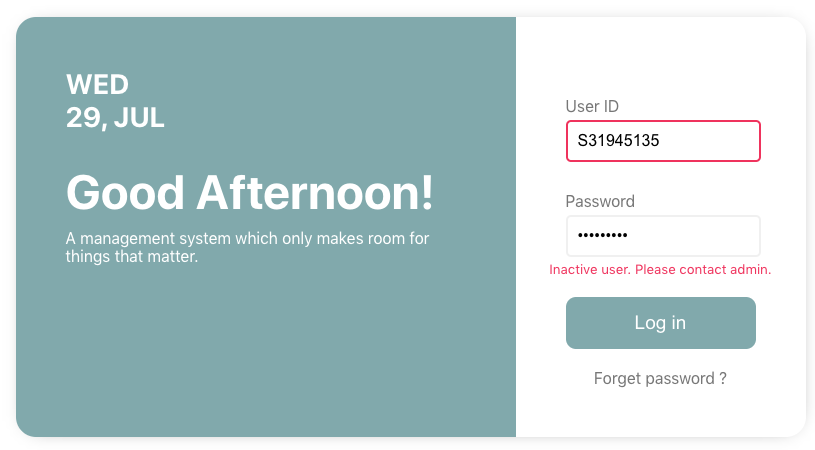 WED
29, JUL
Good Afternoon!
A management system which only makes room for
things that matter.
User ID
S31945135
Password
•••••••••
Inactive user. Please contact admin.
Log in
Forget password ?